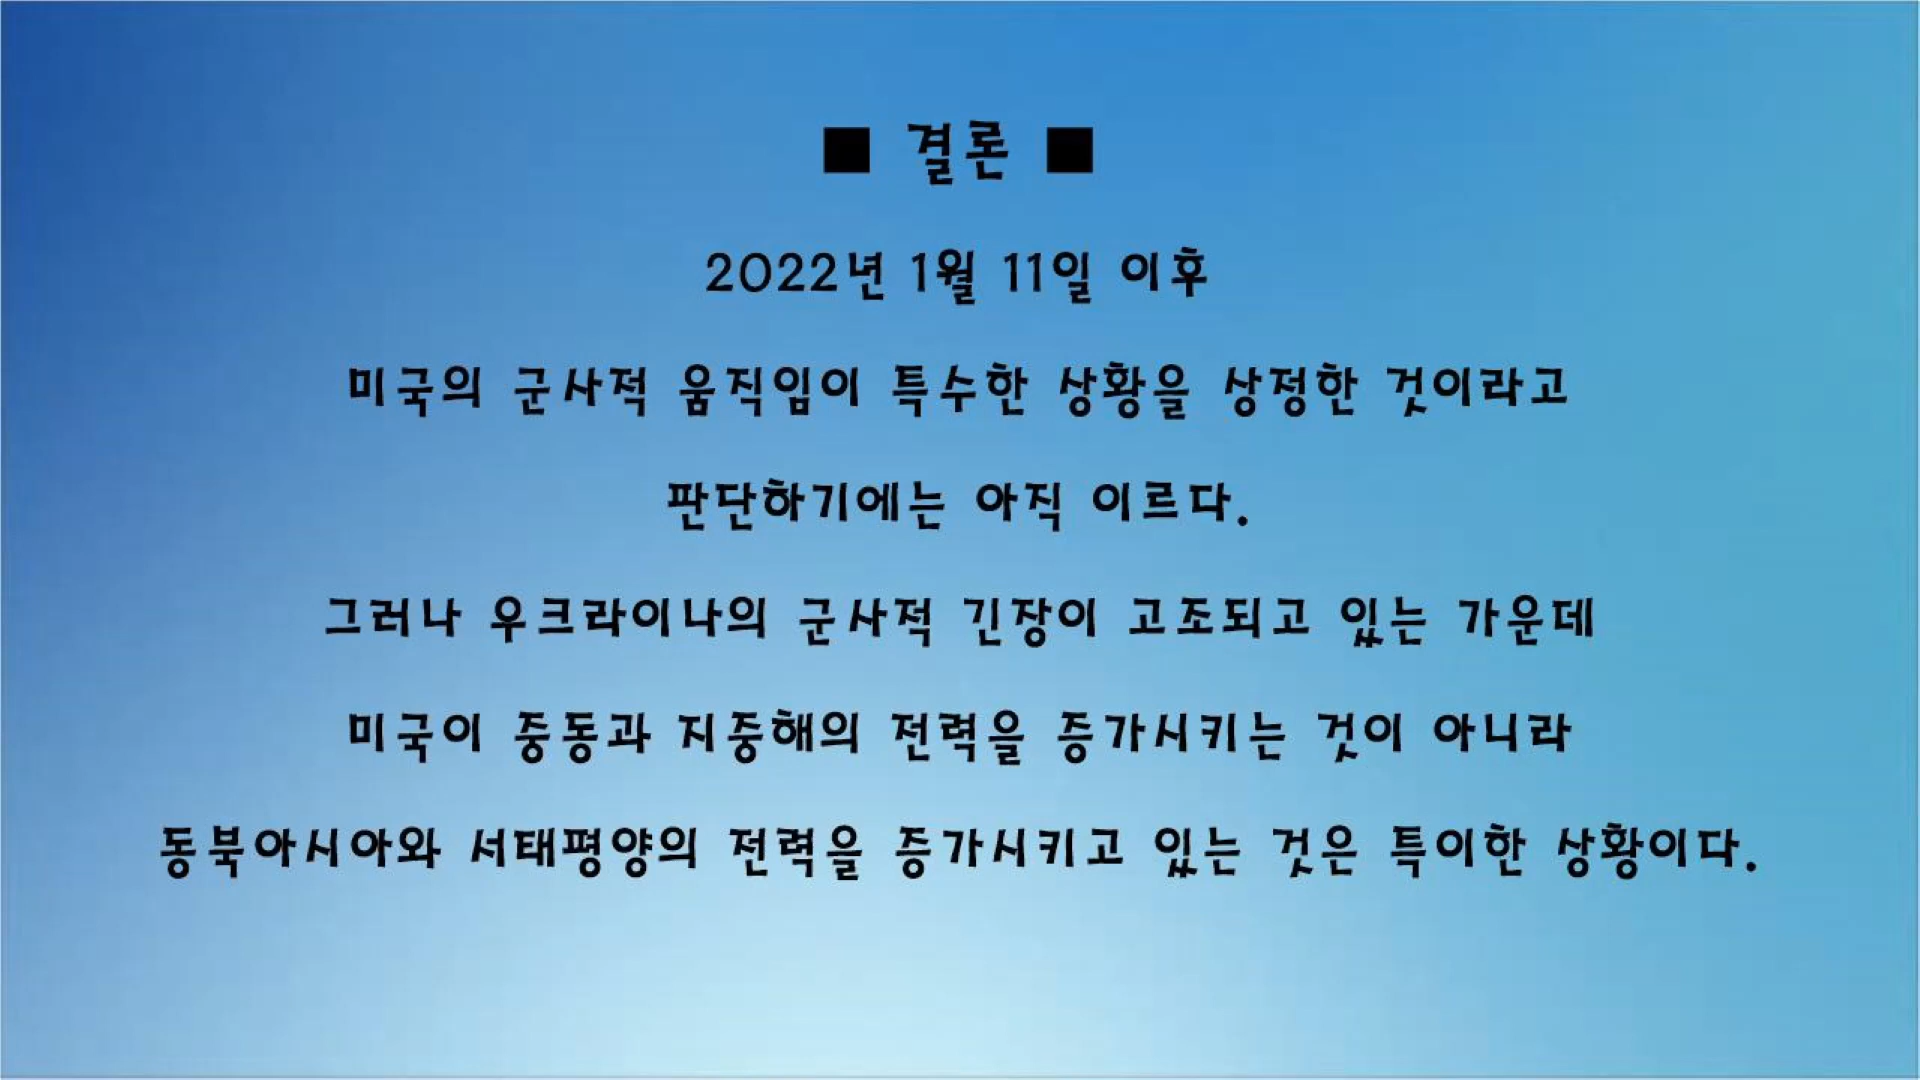 ■ 결론 ■
2022년 1월 11일 이후
미국의 군사적 움직임이 특수한 상황을 상정한 것이라고
판단하기에는 아직 이르다.
그러나 우크라이나의 군사적 긴장이 고조되고 있는 가운데
미국이 중동과 지중해의 전력을 증가시키는 것이 아니라
동북아시아와 서태평양의 전력을 증가시키고 있는 것은 특이한 상황이다.